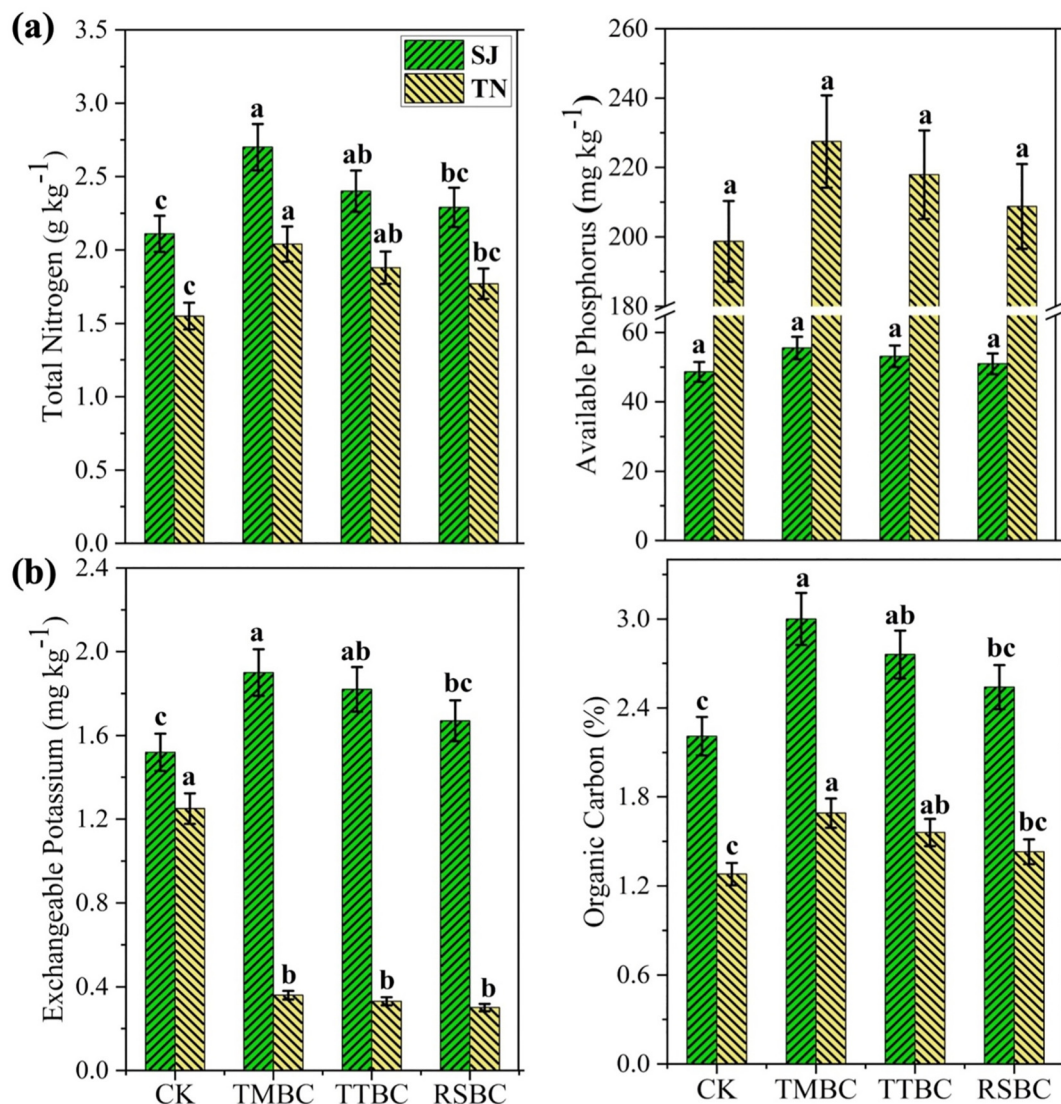 (a)
3.5
3.0
2.5
2.0
1.5
1.0
0.5
0.0
Total Nitrogen (g kg-1)
SJ
TN
c
c
a
a
ab
ab
bc
bc
260
240
220
200
180
60
40
20
0
Available Phosphorus (mg kg-1)
a
a
a
a
a
a
a
a
(b)
2.4
2.0
1.6
1.2
0.8
0.4
0.0
Exchangeable Potassium (mg kg-1)
c
a
a
b
ab
b
bc
b
CK TMBC TTBC RSBC
3.0
2.4
1.8
1.2
0.6
0.0
Organic Carbon (%)
c
c
a
a
ab
ab
bc
bc
CK TMBC TTBC RSBC